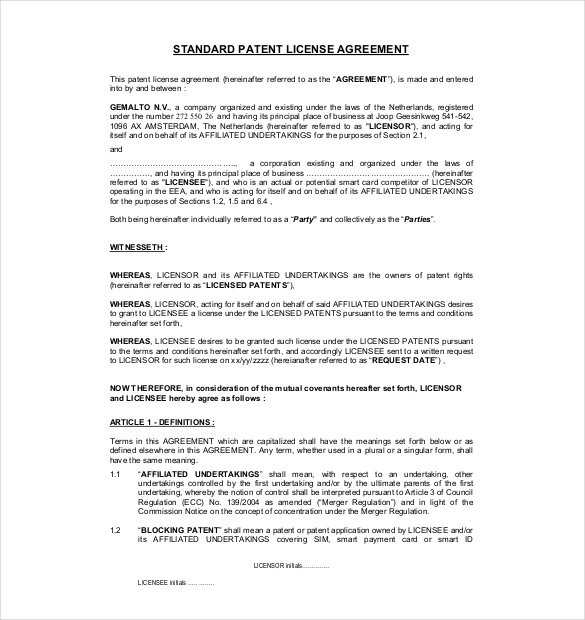 STANDARD PATENT LICENSE AGREEMENT
This patent license agreement (hereinafter referred to as the “AGREEMENT”), is made and entered
into by and between :
GEMALTO N.V., a company organized and existing under the laws of the Netherlands, registered
under the number 272 550 26 and having its principal place of business at Joop Geesinkweg 541-542,
1096 AX AMSTERDAM, The Netherlands (hereinafter referred to as "LICENSOR"), and acting for
itself and on behalf of its AFFILIATED UNDERTAKINGS for the purposes of Section 2.1,
and
…………………………………………, a corporation existing and organized under the laws of
……………, and having its principal place of business ………………………………………… (hereinafter
referred to as "LICENSEE"), and who is an actual or potential smart card competitor of LICENSOR
operating in the EEA, and who is acting for itself and on behalf of its AFFILIATED UNDERTAKINGS
for the purposes of Sections 1.2, 1.5 and 6.4 ,
Both being hereinafter individually referred to as a “Party” and collectively as the “Parties”.
WITNESSETH :
WHEREAS, LICENSOR and its AFFILIATED UNDERTAKINGS are the owners of patent rights
(hereinafter referred to as “LICENSED PATENTS”),
WHEREAS, LICENSOR, acting for itself and on behalf of said AFFILIATED UNDERTAKINGS desires
to grant to LICENSEE a license under the LICENSED PATENTS pursuant to the terms and conditions
hereinafter set forth,
WHEREAS, LICENSEE desires to be granted such license under the LICENSED PATENTS pursuant
to the terms and conditions hereinafter set forth, and accordingly LICENSEE sent to a written request
to LICENSOR for such license on xx/yy/zzzz (hereianafter referred to as “REQUEST DATE”) ,
NOW THEREFORE, in consideration of the mutual covenants hereafter set forth, LICENSOR
and LICENSEE hereby agree as follows :
ARTICLE 1 - DEFINITIONS :
Terms in this AGREEMENT which are capitalized shall have the meanings set forth below or as
defined elsewhere in this AGREEMENT. Any term, whether used in a plural or a singular form, shall
have the same meaning.
1.1 “AFFILIATED UNDERTAKINGS” shall mean, with respect to an undertaking, other
undertakings controlled by the first undertaking and/or by the ultimate parents of the first
undertaking, whereby the notion of control shall be interpreted pursuant to Article 3 of Council
Regulation (ECC) No. 139/2004 as amended (“Merger Regulation”) and in light of the
Commission Notice on the concept of concentration under the Merger Regulation.
1.2 “BLOCKING PATENT” shall mean a patent or patent application owned by LICENSEE and/or
its AFFILIATED UNDERTAKINGS covering SIM, smart payment card or smart ID
LICENSOR initials…………..
LICENSEE initials …………..